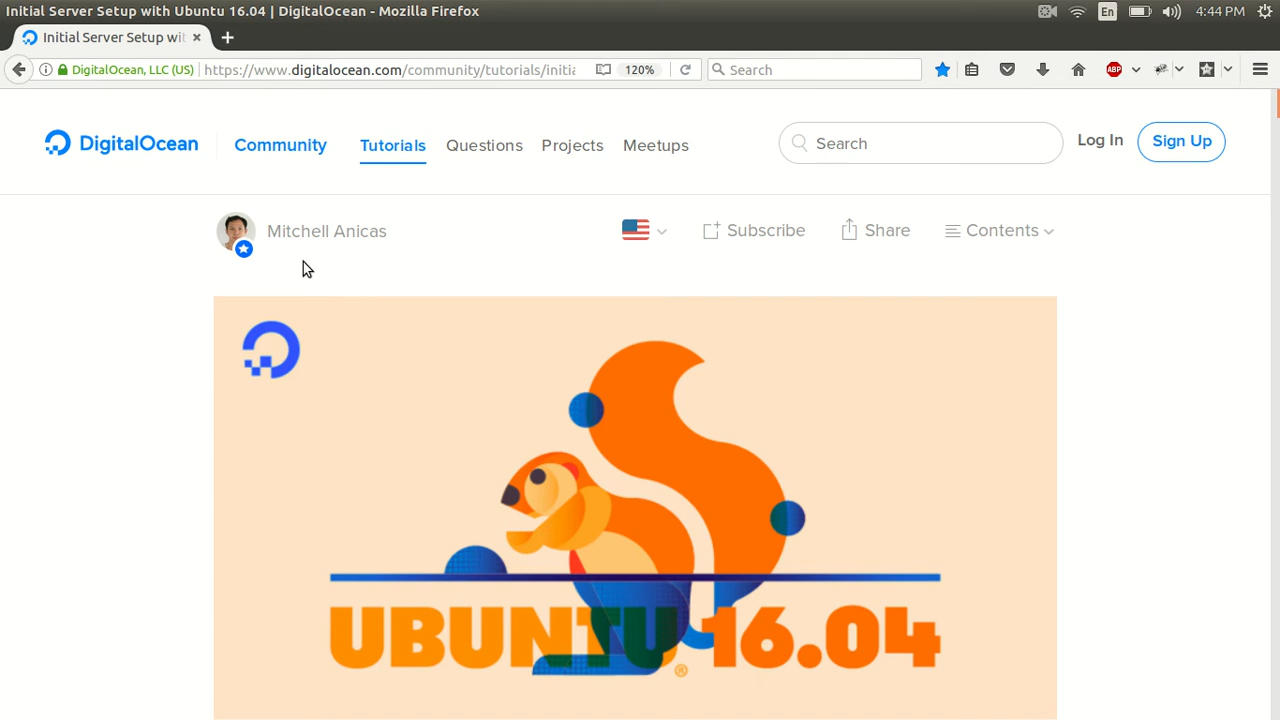 Initial Server Setup with Ubuntu 16.04 | DigitalOcean - Mozilla Firefox
En
4:44 PM
Initial Server Setup wit
DigitalOcean, LLC (US)
https://www.digitalocean.com/community/tutorials/initia
120%
Search
ABP
DigitalOcean
Community
Tutorials
Questions
Projects
Meetups
Search
Log In
Sign Up
Mitchell Anicas
Subscribe
Share
Contents
UBUNTU® 16.04